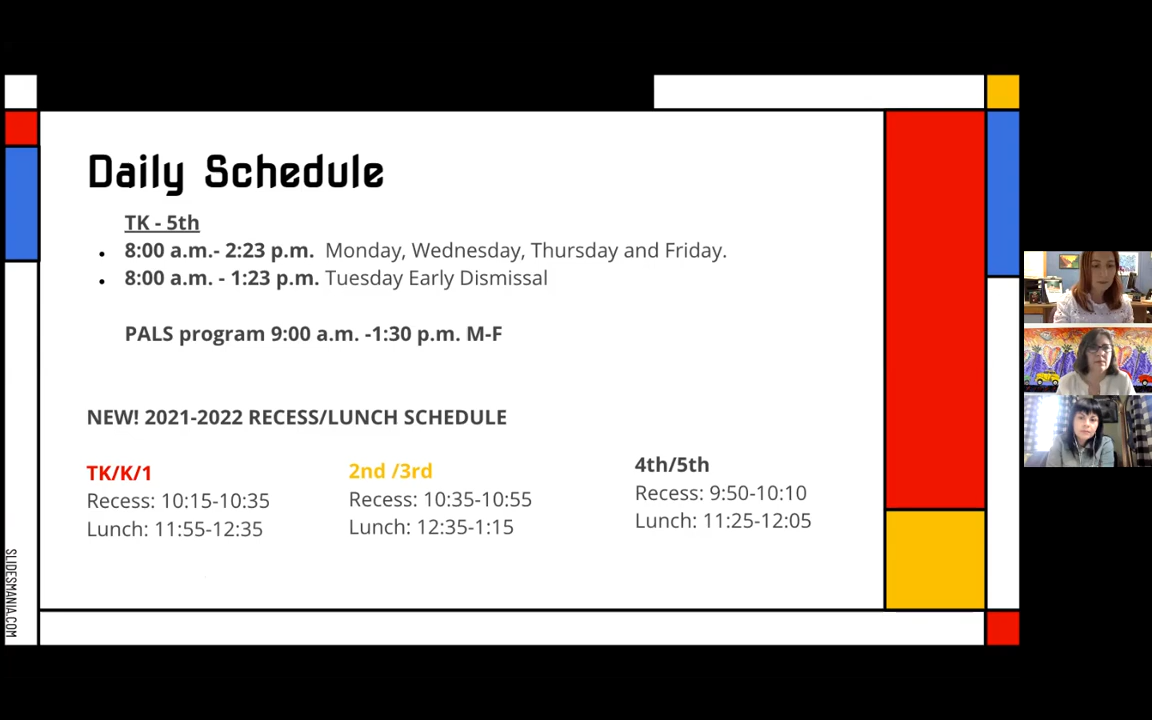 Daily Schedule
TK - 5th
8:00 a.m.- 2:23 p.m. Monday, Wednesday, Thursday and Friday.
8:00 a.m. - 1:23 p.m. Tuesday Early Dismissal
PALS program 9:00 a.m. -1:30 p.m. M-F
NEW! 2021-2022 RECESS/LUNCH SCHEDULE
TK/K/1
Recess: 10:15-10:35
Lunch: 11:55-12:35
2nd /3rd
Recess: 10:35-10:55
Lunch: 12:35-1:15
4th/5th
Recess: 9:50-10:10
Lunch: 11:25-12:05
SLIDESMANIA.COM